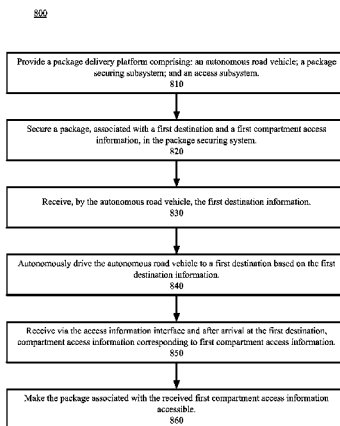 800
Provide a package delivery platform comprising: an autonomous road vehicle; a package
securing subsystem; and an access subsystem.
810
Secure a package, associated with a first destination and a first compartment access
information, in the package securing system.
820
Receive, by the autonomous road vehicle, the first destination information.
830
Autonomously drive the autonomous road vehicle to a first destination based on the first
destination information.
840
Receive via the access information interface and after arrival at the first destination,
compartment access information corresponding to first compartment access information.
850
Make the package associated with the received first compartment access information
accessible.
860